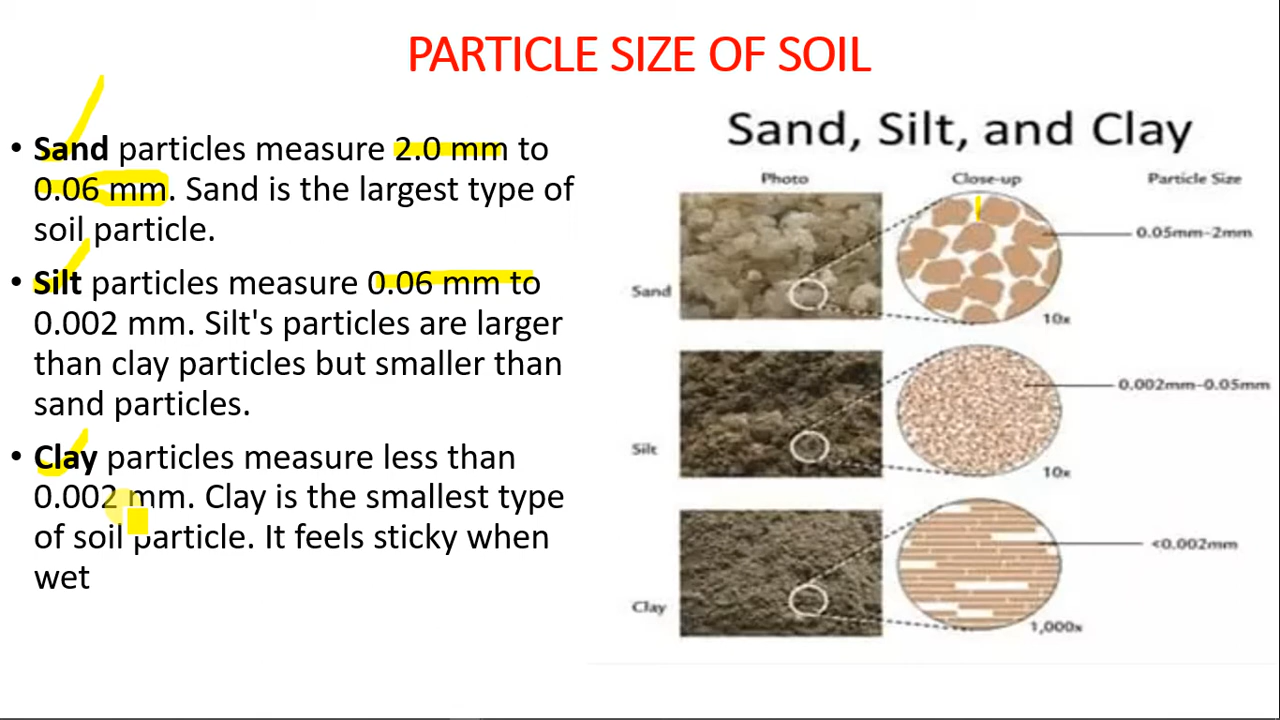 PARTICLE SIZE OF SOIL
• Sand particles measure 2.0 mm to
0.06 mm. Sand is the largest type of
soil particle.
• Silt particles measure 0.06 mm to
0.002 mm. Silt's particles are larger
than clay particles but smaller than
sand particles.
• Clay particles measure less than
0.002 mm. Clay is the smallest type
of soil particle. It feels sticky when
wet
Sand, Silt, and Clay
Photo Close-up Particle Size
0.05mm–2mm
Sand
10x
0.002mm–0.05mm
Silt
10x
<0.002mm
Clay
1,000x